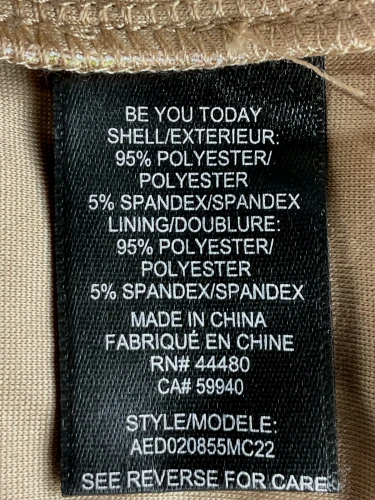 BE YOU TODAY
SHELL/EXTERIEUR:
95% POLYESTER/
POLYESTER
5% SPANDEX/SPANDEX
LINING/DOUBLURE:
95% POLYESTER/
POLYESTER
5% SPANDEX/SPANDEX
MADE IN CHINA
FABRIQUÉ EN CHINE
RN# 44480
CA# 59940
STYLE/MODELE:
AED020855MC22
SEE REVERSE FOR CARE